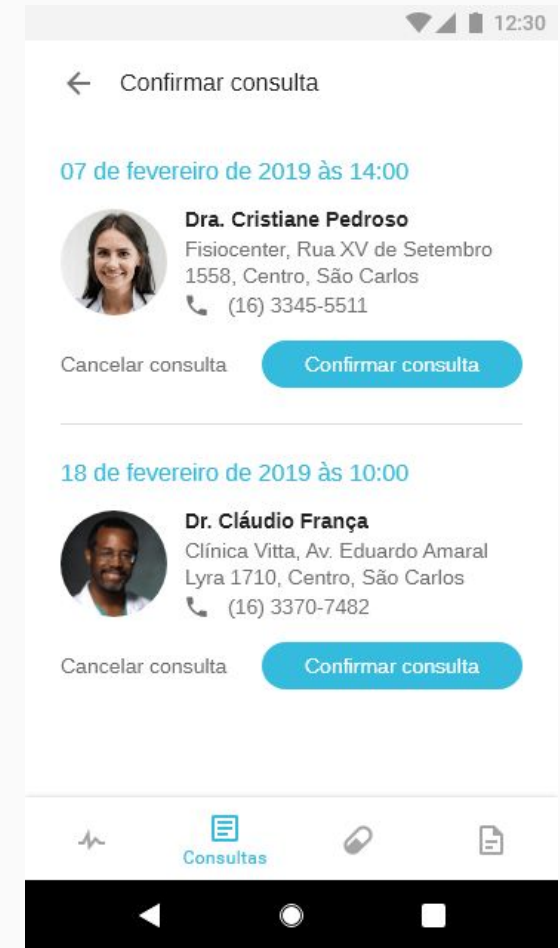 12:30
Confirmar consulta
07 de fevereiro de 2019 às 14:00
Dra. Cristiane Pedroso
Fisiocenter, Rua XV de Setembro
1558, Centro, São Carlos
(16) 3345-5511
Cancelar consulta
Confirmar consulta
18 de fevereiro de 2019 às 10:00
Dr. Cláudio França
Clínica Vitta, Av. Eduardo Amaral
Lyra 1710, Centro, São Carlos
(16) 3370-7482
Cancelar consulta
Confirmar consulta
Consultas